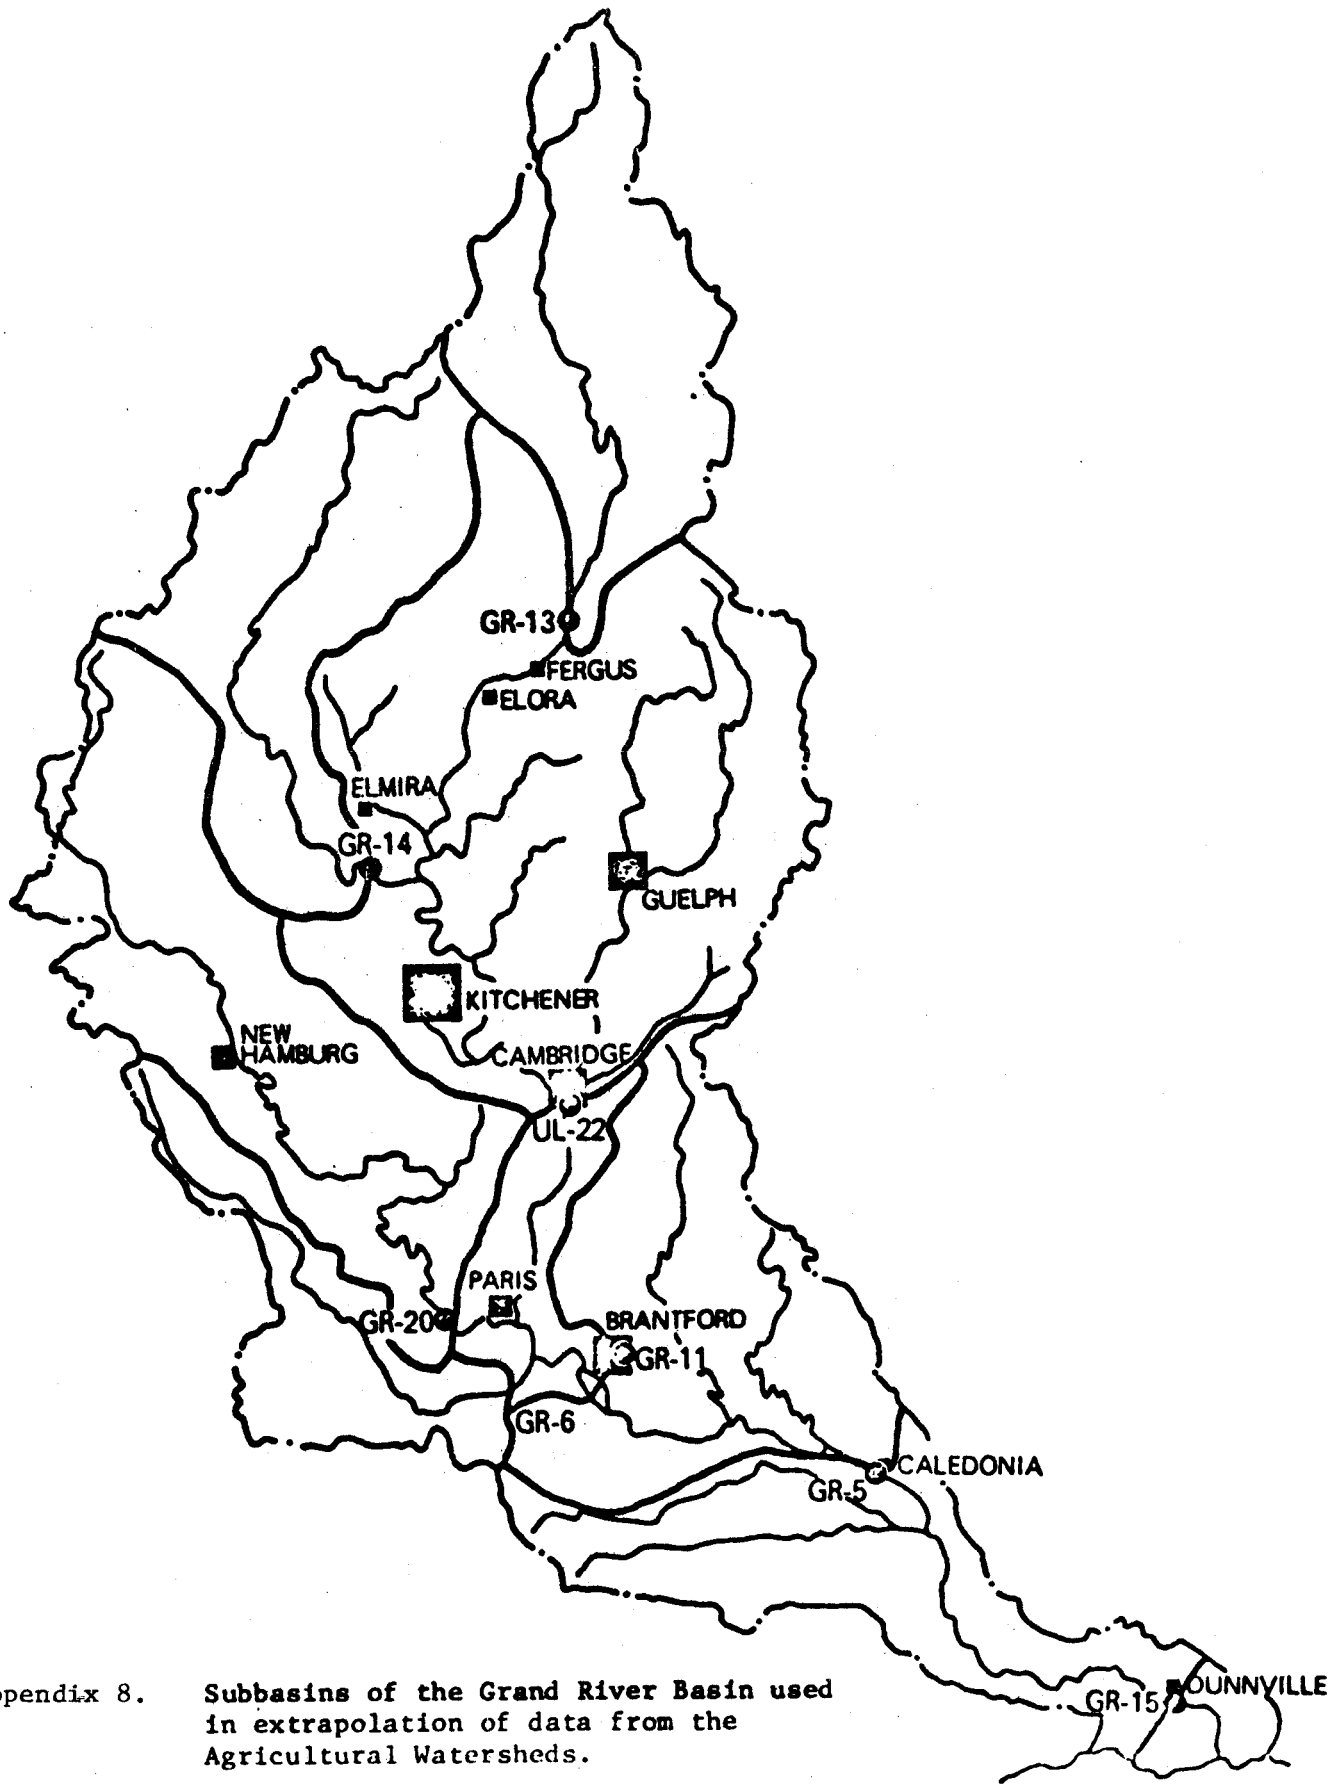 GR-13
FERGUS
ELORA
ELMIRA
GR-14
GUELPH
KITCHENER
NEW
HAMBURG
CAMBRIDGE
UL-22
PARIS
GR-20
BRANTFORD
GR-11
GR-6
CALEDONIA
GR-5
DUNNVILLE
GR-15
pendix 8. Subbasins of the Grand River Basin used
in extrapolation of data from the
Agricultural Watersheds.